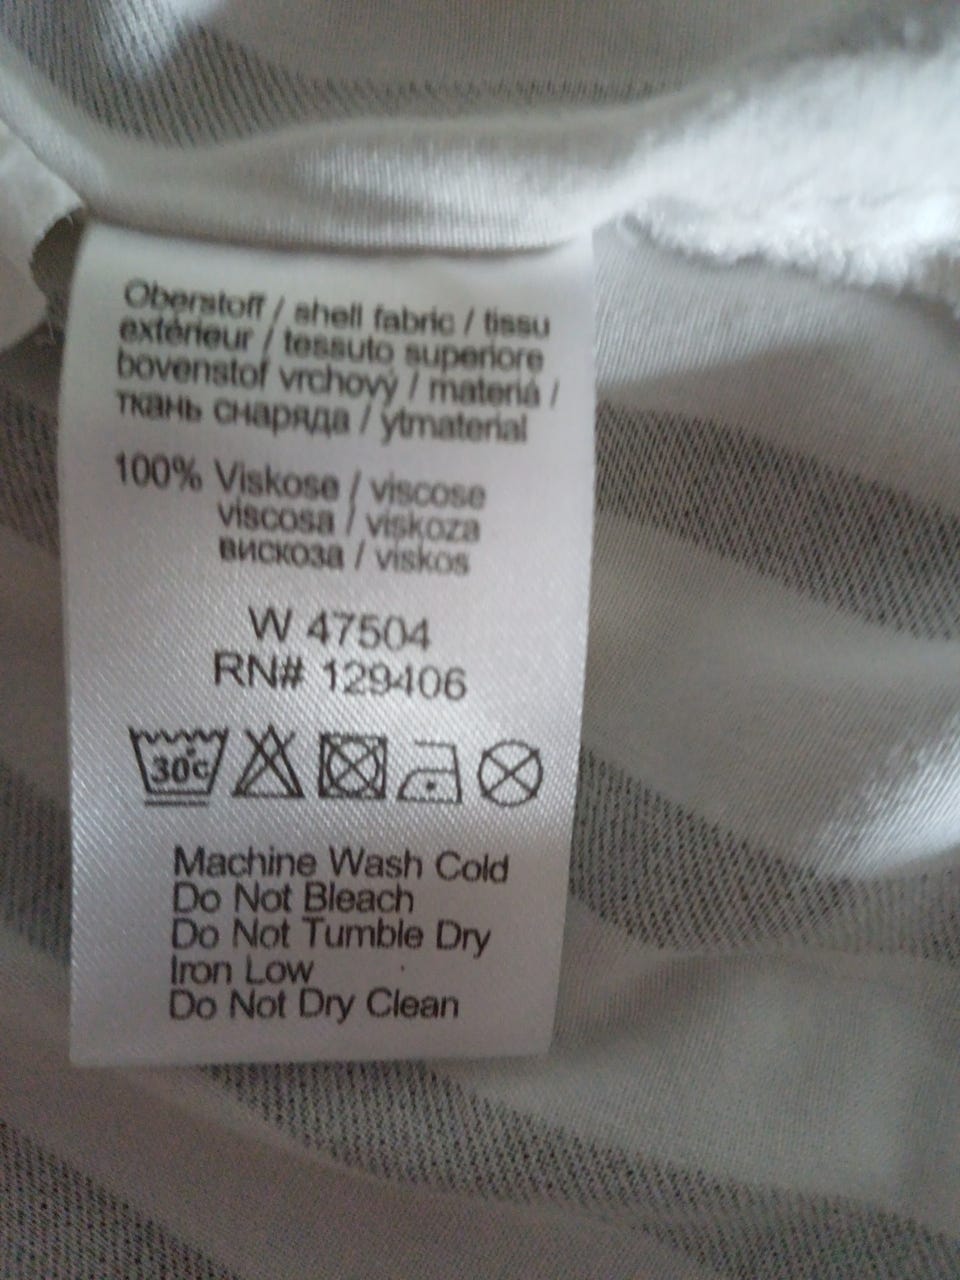 Oberstoff / shell fabric / tissu
extérieur / tessuto superiore
bovenstof vrchový / materiá /
ткань снаряда / ytmaterial
100% Viskose / viscose
viscosa / viskoza
вискоза / viskos
W 47504
RN# 129406
30c
Machine Wash Cold
Do Not Bleach
Do Not Tumble Dry
Iron Low
Do Not Dry Clean